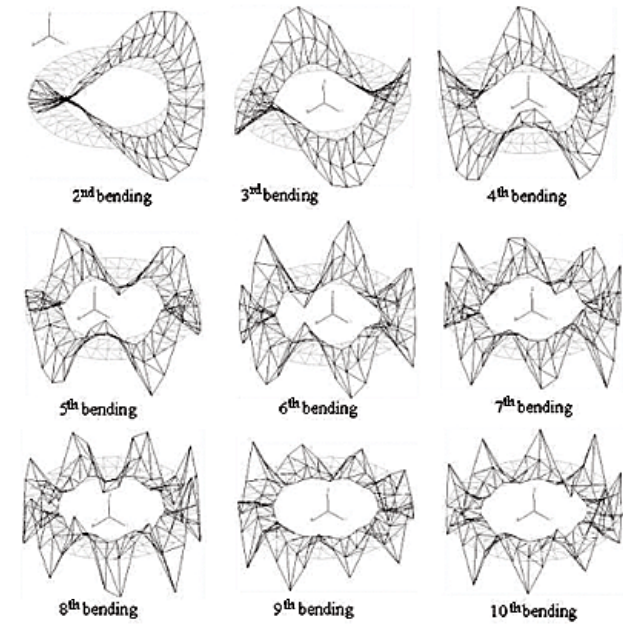 2nd bending
3rd bending
4th bending
5th bending
6th bending
7th bending
8th bending
9th bending
10th bending